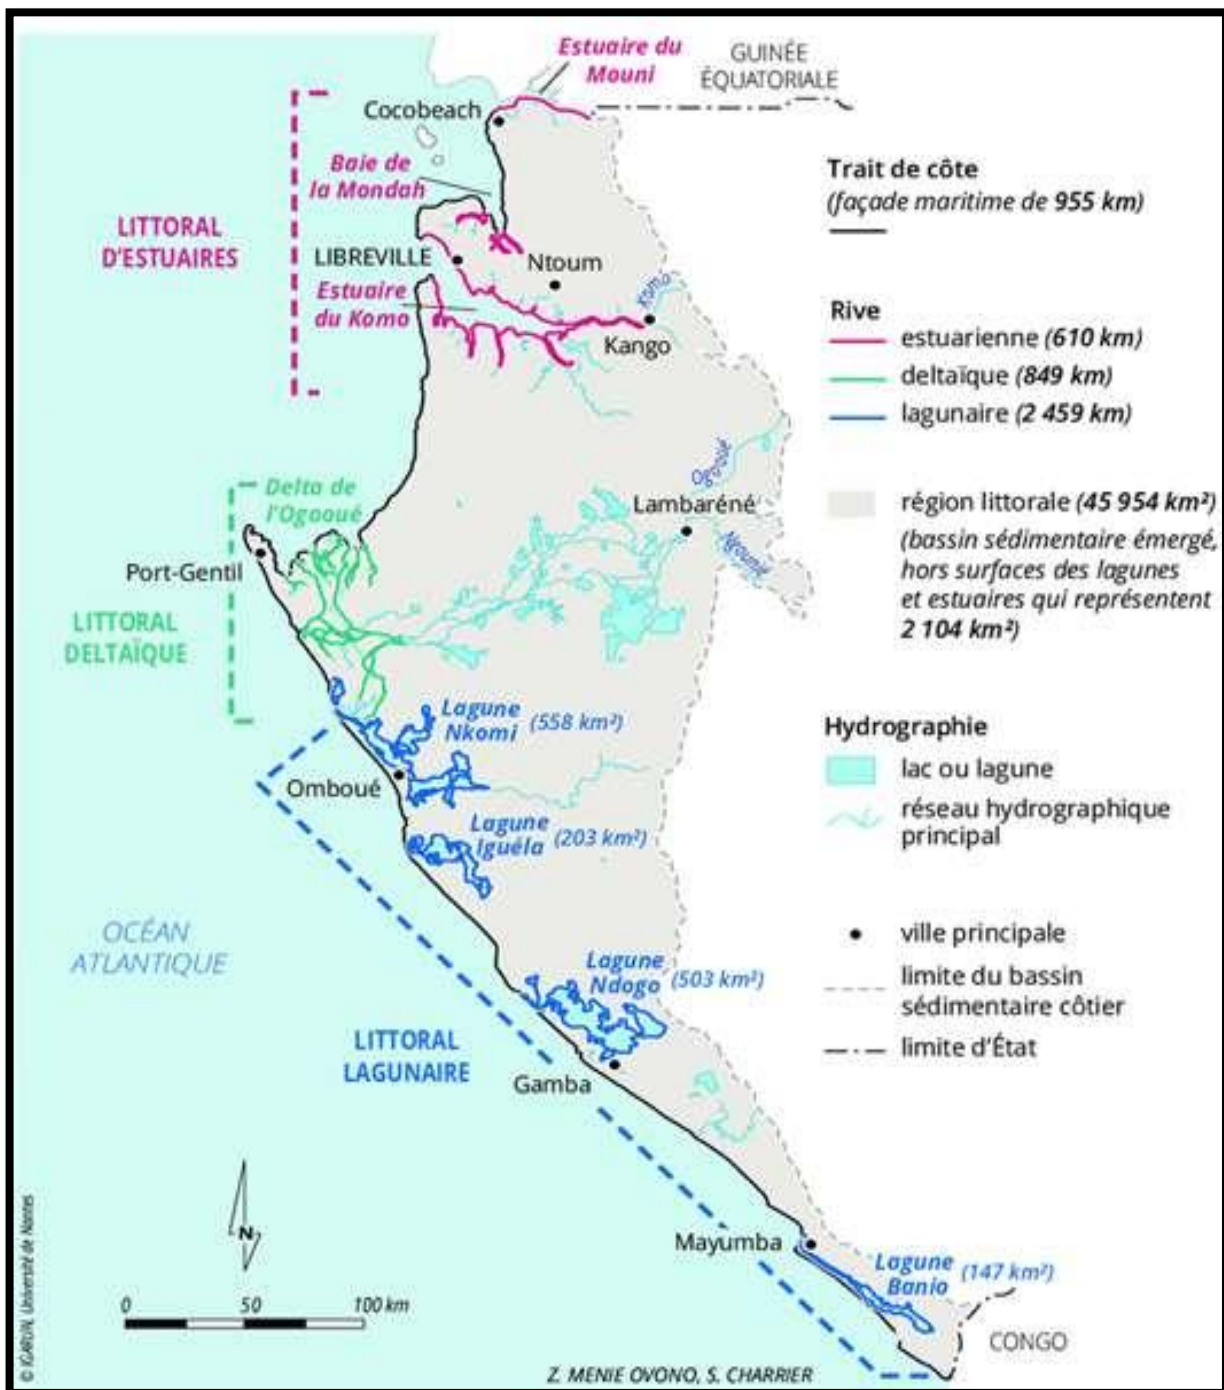 Estuaire du
Mouni
GUINÉE
ÉQUATORIALE
Cocobeach
Baie de
la Mondah
LITTORAL
D'ESTUAIRES
LIBREVILLE
Ntoum
Estuaire
du Komo
Komo
Kango
Delta de
l'Ogooué
Ogooué
Lambaréné
Ngounié
Port-Gentil
LITTORAL
DELTAÏQUE
Lagune
Nkomi (558 km²)
Omboué
Lagune
Iguéla (203 km²)
OCÉAN
ATLANTIQUE
Lagune
Ndogo (503 km²)
LITTORAL
LAGUNAIRE
Gamba
Mayumba
Lagune
Banio (147 km²)
CONGO
N
0 50 100 km
Z. MENIE OVONO, S. CHARRIER
© IGARUN, Université de Nantes
Trait de côte
(façade maritime de 955 km)
Rive
estuarienne (610 km)
deltaïque (849 km)
lagunaire (2 459 km)
région littorale (45 954 km²)
(bassin sédimentaire émergé,
hors surfaces des lagunes
et estuaires qui représentent
2 104 km²)
Hydrographie
lac ou lagune
réseau hydrographique
principal
ville principale
limite du bassin
sédimentaire côtier
limite d'État